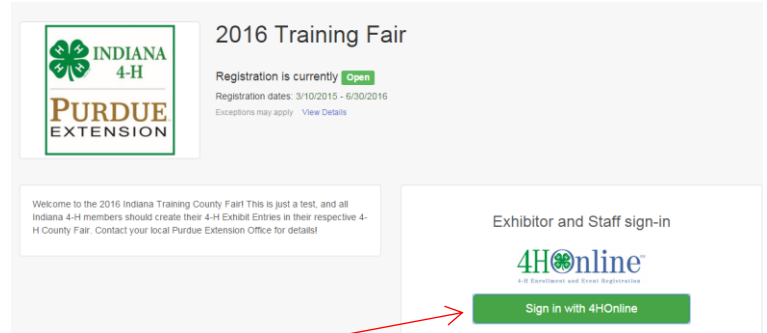 INDIANA
4-H
PURDUE
EXTENSION
2016 Training Fair
Registration is currently Open
Registration dates: 3/10/2015 - 6/30/2016
Exceptions may apply View Details
Welcome to the 2016 Indiana Training County Fair! This is just a test, and all
Indiana 4-H members should create their 4-H Exhibit Entries in their respective 4-
H County Fair. Contact your local Purdue Extension Office for details!
Exhibitor and Staff sign-in
4HOnline
4-H Enrollment and Event Registration
Sign in with 4HOnline